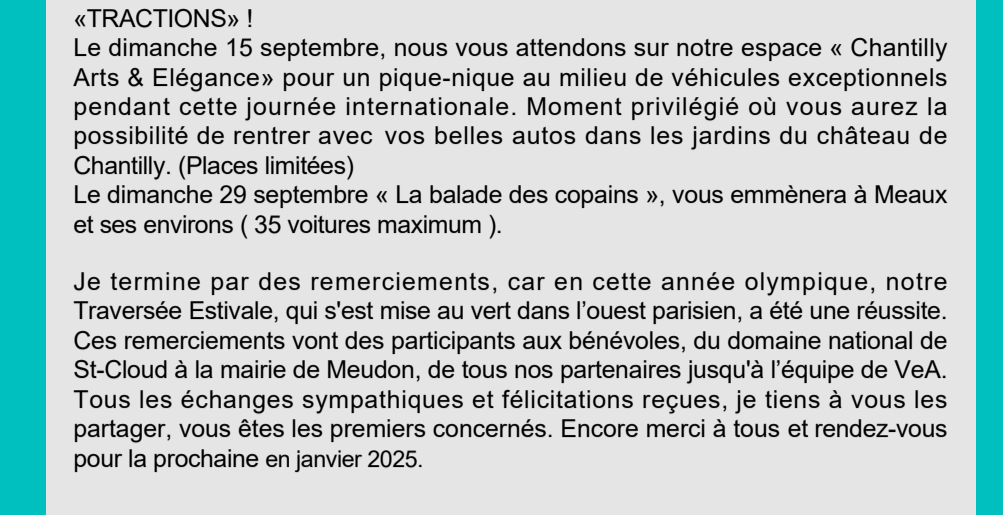 «TRACTIONS» !
Le dimanche 15 septembre, nous vous attendons sur notre espace « Chantilly
Arts & Elégance» pour un pique-nique au milieu de véhicules exceptionnels
pendant cette journée internationale. Moment privilégié où vous aurez la
possibilité de rentrer avec vos belles autos dans les jardins du château de
Chantilly. (Places limitées)
Le dimanche 29 septembre « La balade des copains », vous emmènera à Meaux
et ses environs ( 35 voitures maximum ).
Je termine par des remerciements, car en cette année olympique, notre
Traversée Estivale, qui s'est mise au vert dans l’ouest parisien, a été une réussite.
Ces remerciements vont des participants aux bénévoles, du domaine national de
St-Cloud à la mairie de Meudon, de tous nos partenaires jusqu'à l’équipe de VeA.
Tous les échanges sympathiques et félicitations reçues, je tiens à vous les
partager, vous êtes les premiers concernés. Encore merci à tous et rendez-vous
pour la prochaine en janvier 2025.